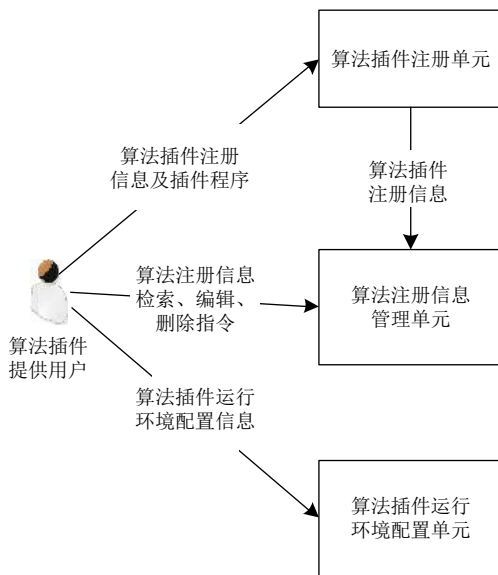 算法插件注册单元
算法插件注册
信息及插件程序
算法插件
注册信息
算法注册信息
检索、编辑、
删除指令
算法注册信息
管理单元
算法插件
提供用户
算法插件运行
环境配置信息
算法插件运行
环境配置单元